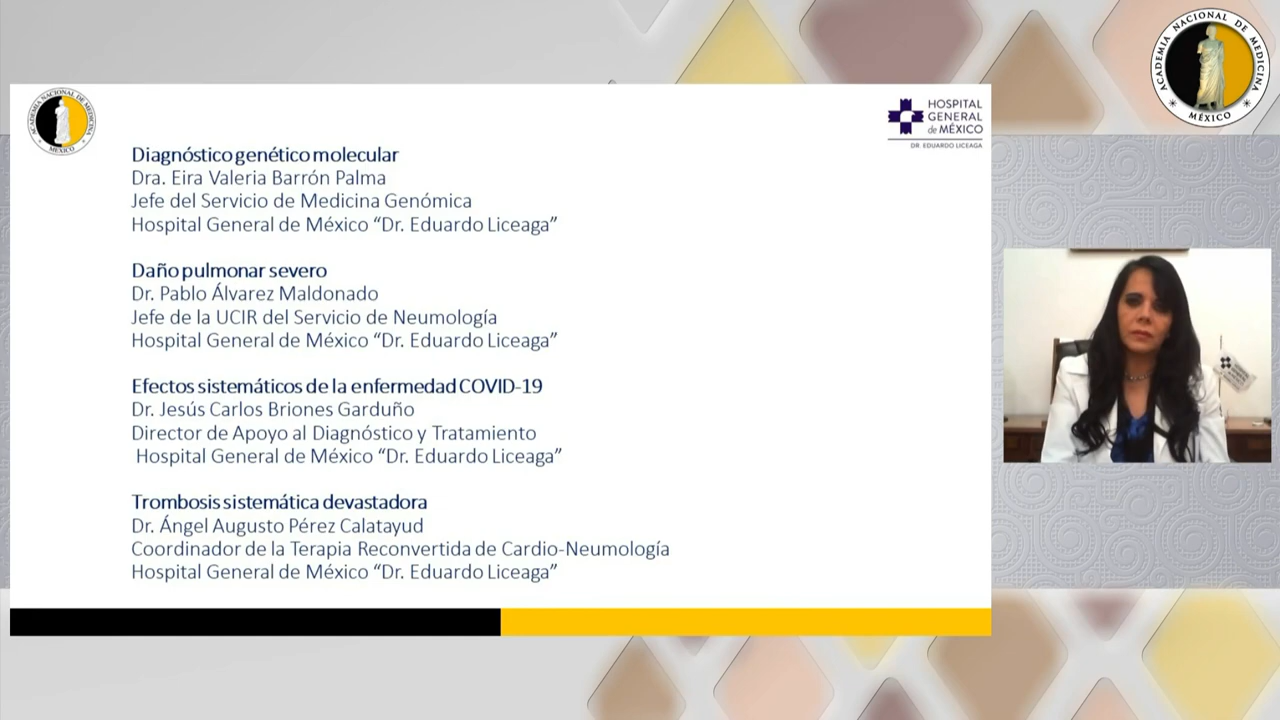 ACADEMIA NACIONAL DE MEDICINA
MÉXICO
ACADEMIA NACIONAL DE MEDICINA
MÉXICO
HOSPITAL
GENERAL
de MÉXICO
DR. EDUARDO LICEAGA
Diagnóstico genético molecular
Dra. Eira Valeria Barrón Palma
Jefe del Servicio de Medicina Genómica
Hospital General de México “Dr. Eduardo Liceaga”
Daño pulmonar severo
Dr. Pablo Álvarez Maldonado
Jefe de la UCIR del Servicio de Neumología
Hospital General de México “Dr. Eduardo Liceaga”
Efectos sistemáticos de la enfermedad COVID-19
Dr. Jesús Carlos Briones Garduño
Director de Apoyo al Diagnóstico y Tratamiento
Hospital General de México “Dr. Eduardo Liceaga”
Trombosis sistemática devastadora
Dr. Ángel Augusto Pérez Calatayud
Coordinador de la Terapia Reconvertida de Cardio-Neumología
Hospital General de México “Dr. Eduardo Liceaga”